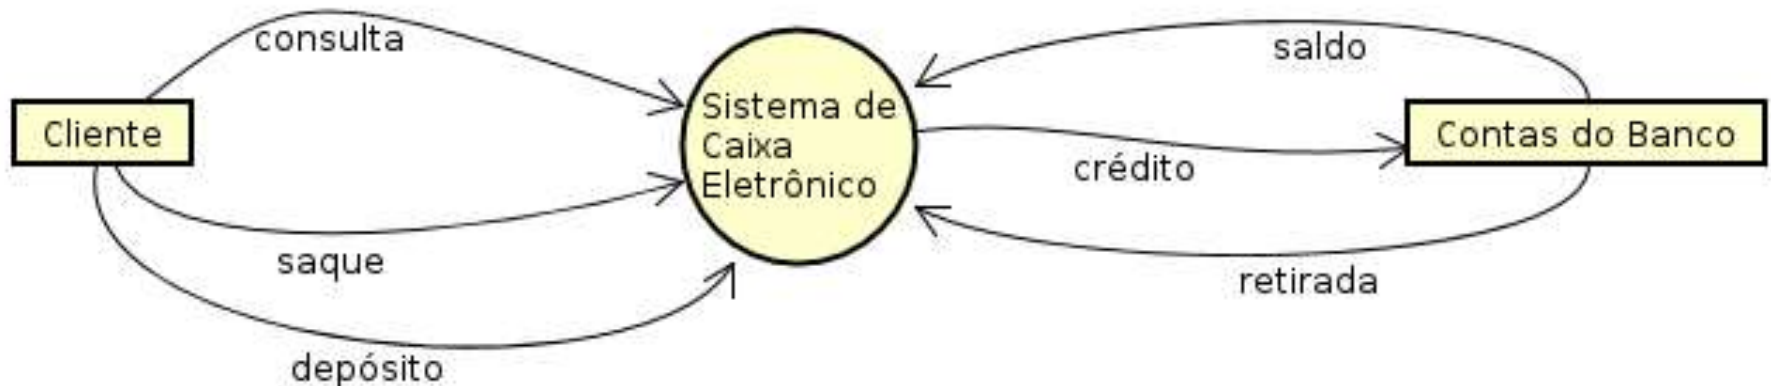 consulta
saldo
Cliente
Sistema de
Caixa
Eletrônico
Contas do Banco
crédito
saque
retirada
depósito